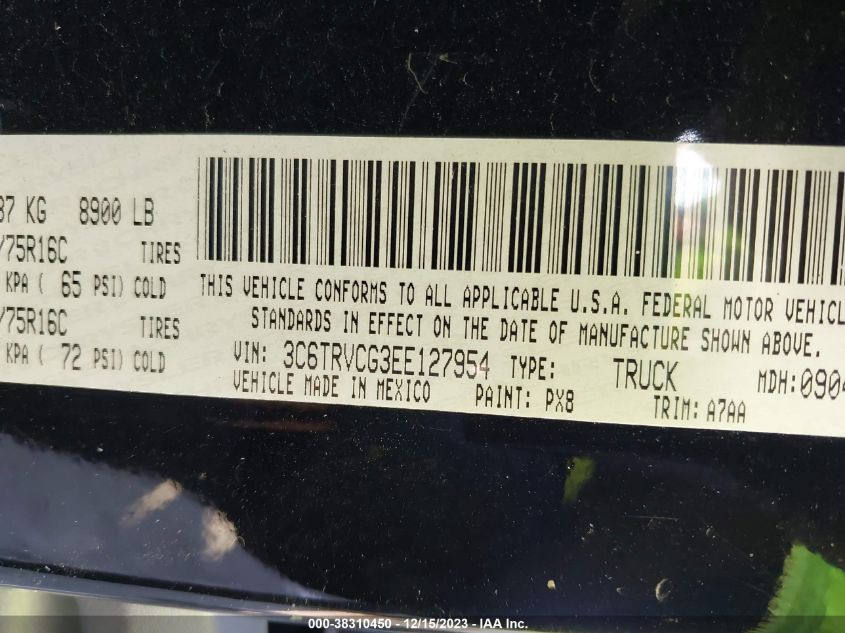 87 KG 8900 LB
/75R16C TIRES
KPA ( 65 PSI) COLD
/75R16C TIRES
KPA ( 72 PSI) COLD
THIS VEHICLE CONFORMS TO ALL APPLICABLE U.S.A. FEDERAL MOTOR VEHICL
STANDARDS IN EFFECT ON THE DATE OF MANUFACTURE SHOWN ABOVE.
VIN: 3C6TRVCG3EE127954 TYPE: TRUCK MDH:0904
VEHICLE MADE IN MEXICO PAINT: PX8 TRIM: A7AA
000-38310450 - 12/15/2023 - IAA Inc.